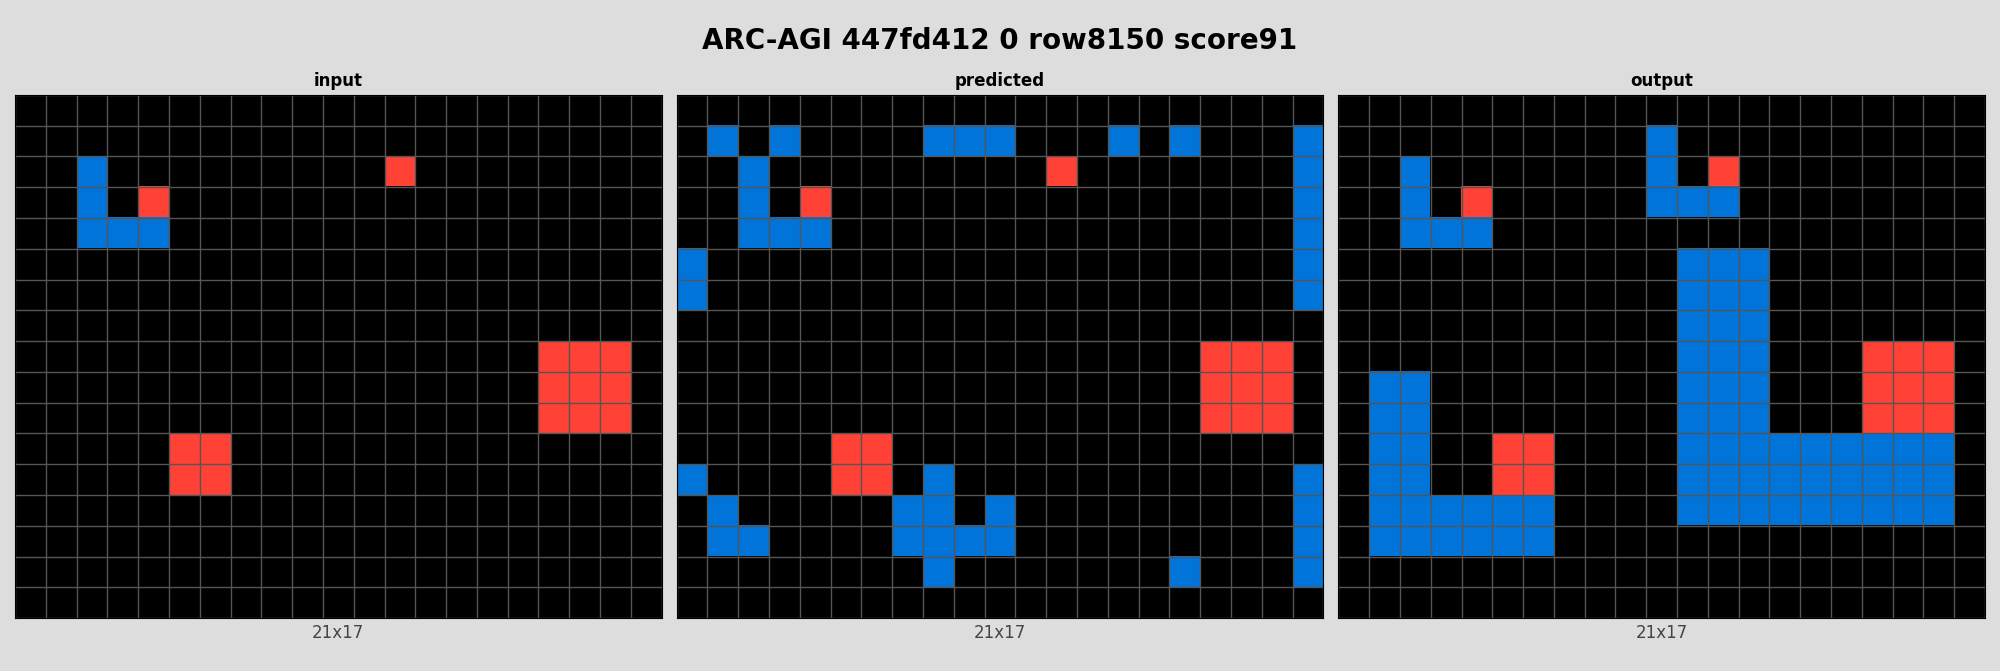 ARC-AGI 447fd412 0 row8150 score91
input
predicted
output
21x17
21x17
21x17